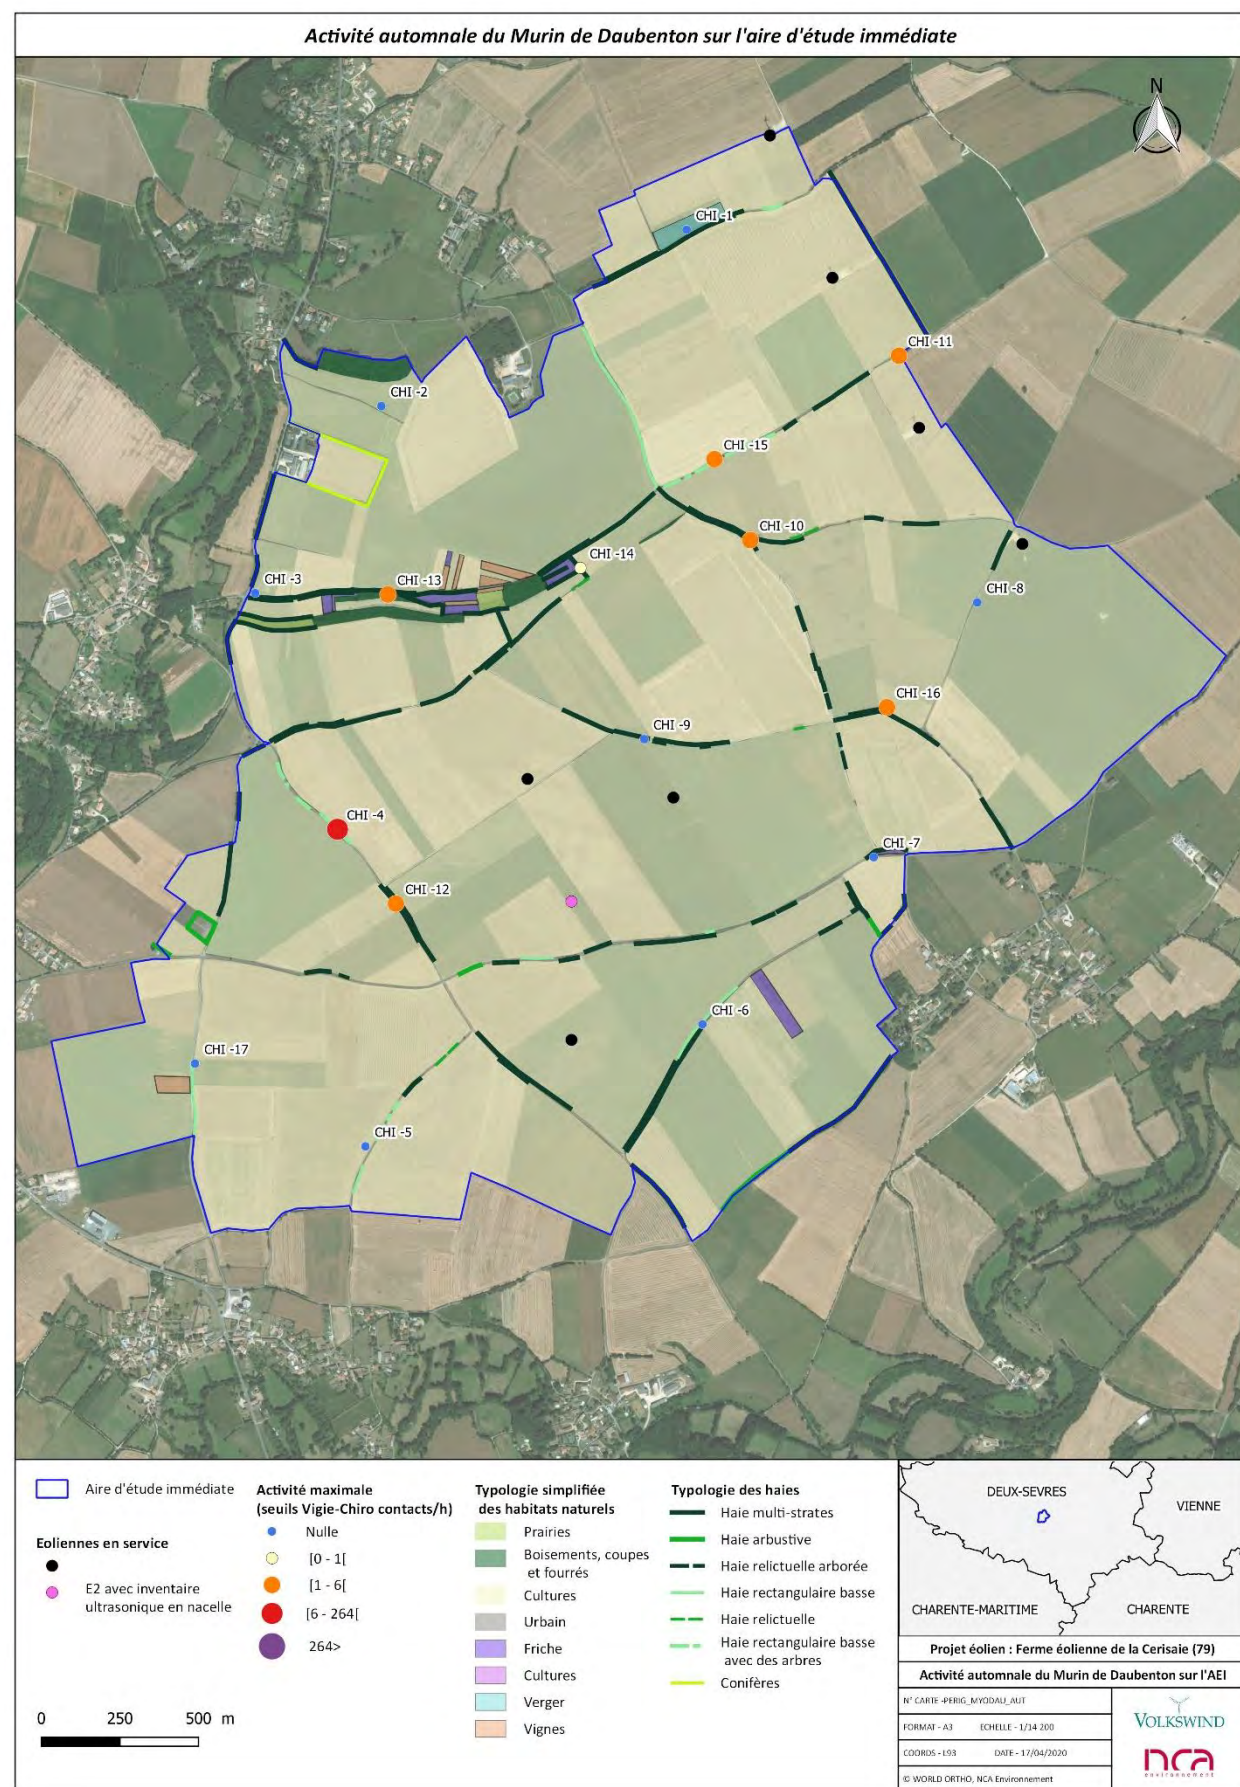 Activité automnale du Murin de Daubenton sur l'aire d'étude immédiate
N
CHI -1
CHI -11
CHI -2
CHI -15
CHI -10
CHI -14
CHI -3
CHI -13
CHI -8
CHI -16
CHI -9
CHI -4
CHI -7
CHI -12
CHI -6
CHI -17
CHI -5
Aire d'étude immédiate
Eoliennes en service
E2 avec inventaire
ultrasonique en nacelle
0 250 500 m
Activité maximale
(seuils Vigie-Chiro contacts/h)
Nulle
[0 - 1[
[1 - 6[
[6 - 264[
264>
Typologie simplifiée
des habitats naturels
Prairies
Boisements, coupes
et fourrés
Cultures
Urbain
Friche
Cultures
Verger
Vignes
Typologie des haies
Haie multi-strates
Haie arbustive
Haie relictuelle arborée
Haie rectangulaire basse
Haie relictuelle
Haie rectangulaire basse
avec des arbres
Conifères
DEUX-SEVRES
VIENNE
CHARENTE-MARITIME
CHARENTE
Projet éolien : Ferme éolienne de la Cerisaie (79)
Activité automnale du Murin de Daubenton sur l'AEI
N° CARTE -PERIG_MYODAU_AUT
FORMAT - A3 ECHELLE - 1/14 200
COORDS - L93 DATE - 17/04/2020
© WORLD ORTHO, NCA Environnement
VOLKSWIND
nca
environnement